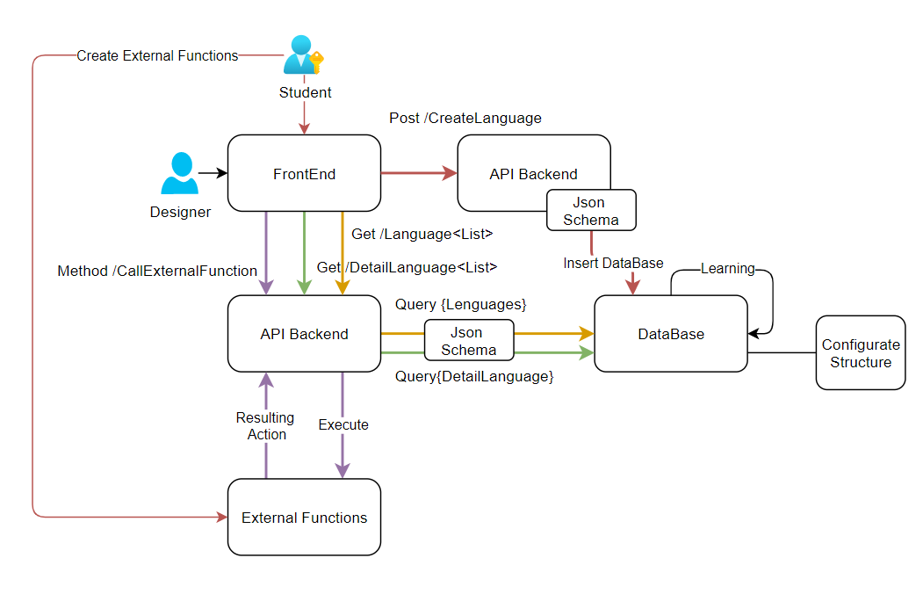 Create External Functions
Student
Post /CreateLanguage
FrontEnd
API Backend
Json
Schema
Designer
Get /Language<List>
Method /CallExternalFunction
Get /DetailLanguage<List>
Insert DataBase
Learning
Query {Lenguages}
API Backend
Json
Schema
DataBase
Configurate
Structure
Query{DetailLanguage}
Resulting
Action
Execute
External Functions